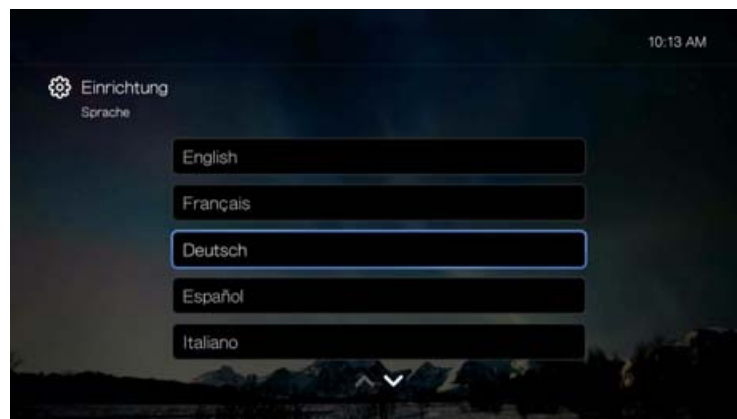 10:13 AM
Einrichtung
Sprache
English
Français
Deutsch
Español
Italiano